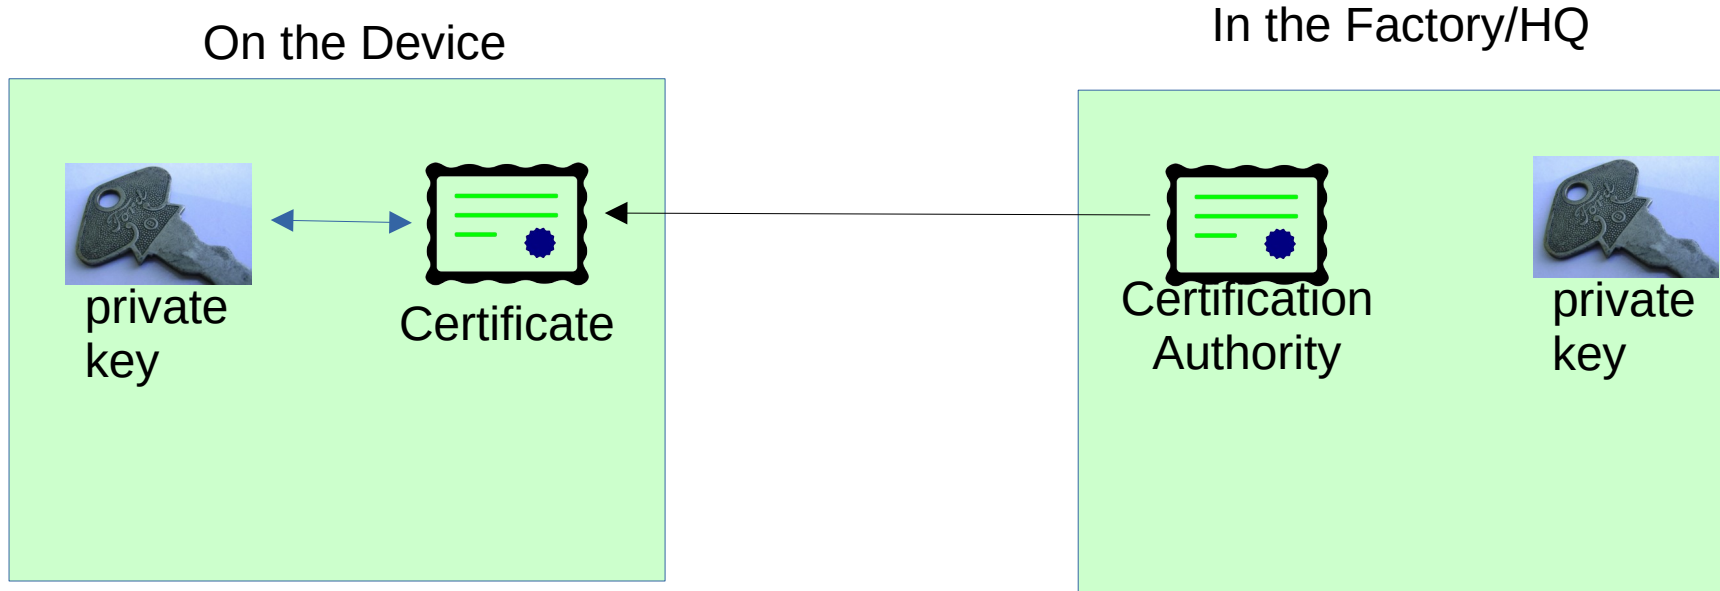 On the Device
In the Factory/HQ
private
key
Certificate
Certification
Authority
private
key